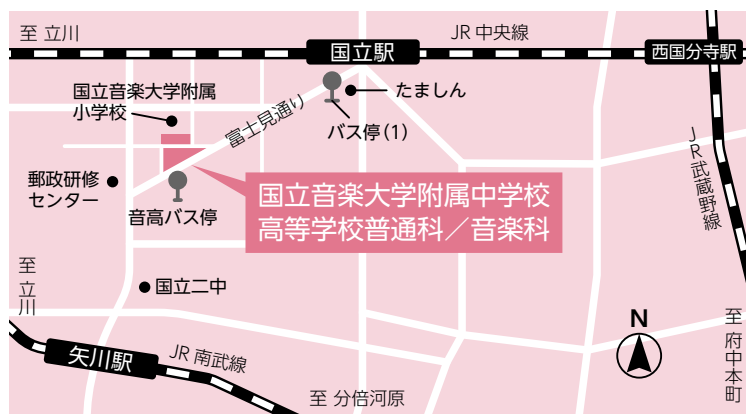 至 立川
JR 中央線
国立駅
西国分寺駅
国立音楽大学附属
小学校
たましん
バス停(1)
富士見通り
JR武蔵野線
郵政研修
センター
音高バス停
国立音楽大学附属中学校
高等学校普通科／音楽科
至 立川
国立二中
N
矢川駅
JR 南武線
至 府中本町
至 分倍河原